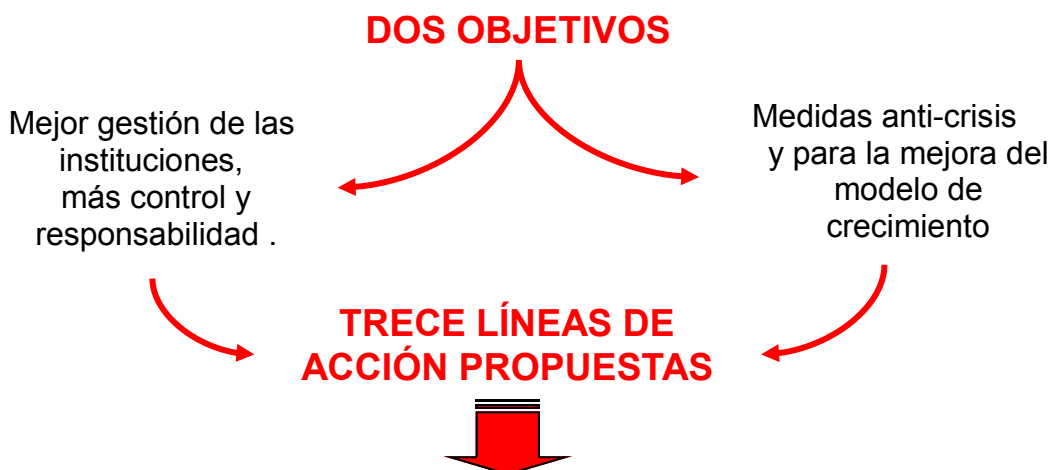 DOS OBJETIVOS
Mejor gestión de las
instituciones,
más control y
responsabilidad .
Medidas anti-crisis
y para la mejora del
modelo de
crecimiento
TRECE LÍNEAS DE
ACCIÓN PROPUESTAS